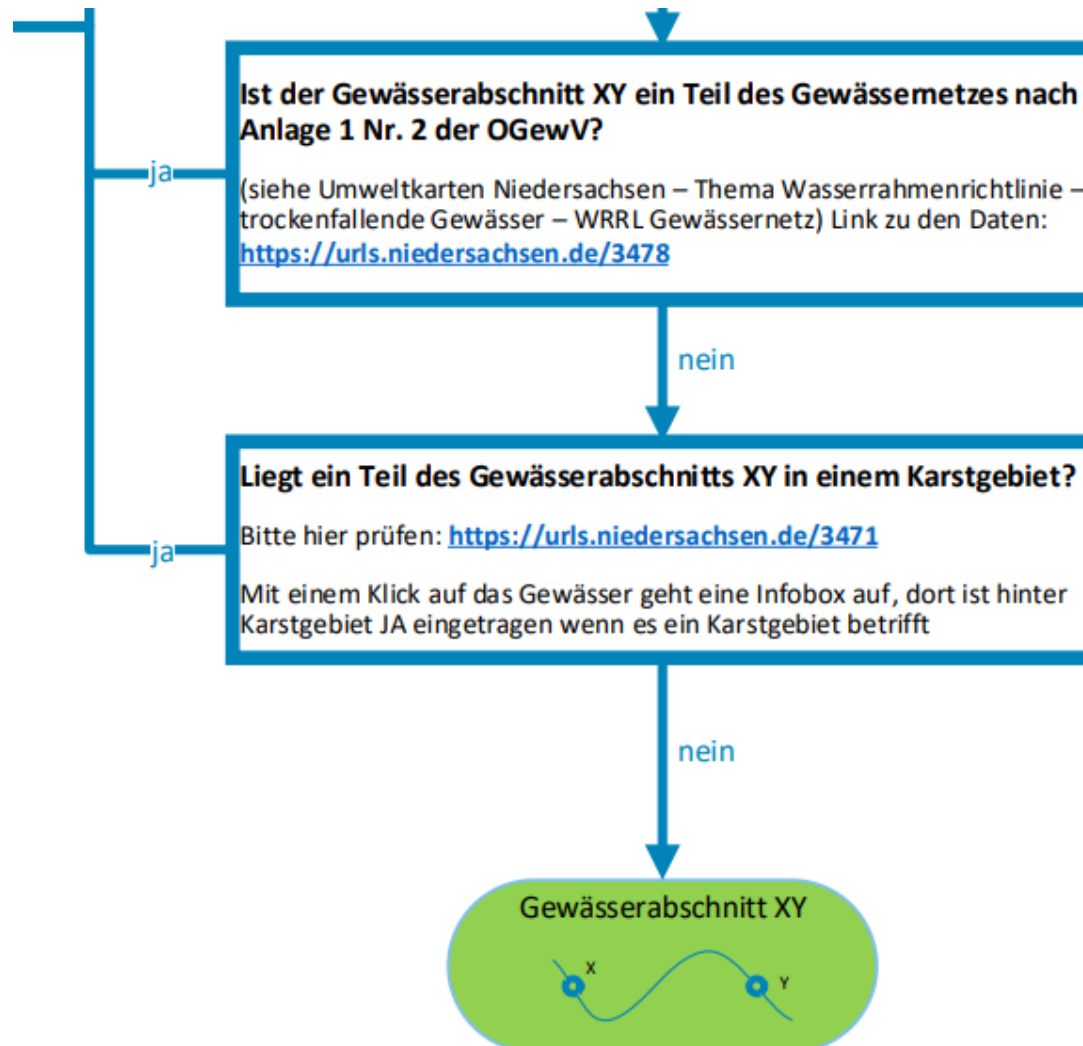 Ist der Gewässerabschnitt XY ein Teil des Gewässernetzes nach
Anlage 1 Nr. 2 der OGewV?
ja
(siehe Umweltkarten Niedersachsen – Thema Wasserrahmenrichtlinie –
trockenfallende Gewässer – WRRL Gewässernetz) Link zu den Daten:
https://urls.niedersachsen.de/3478
nein
Liegt ein Teil des Gewässerabschnitts XY in einem Karstgebiet?
Bitte hier prüfen: https://urls.niedersachsen.de/3471
ja
Mit einem Klick auf das Gewässer geht eine Infobox auf, dort ist hinter
Karstgebiet JA eingetragen wenn es ein Karstgebiet betrifft
nein
Gewässerabschnitt XY
X
Y